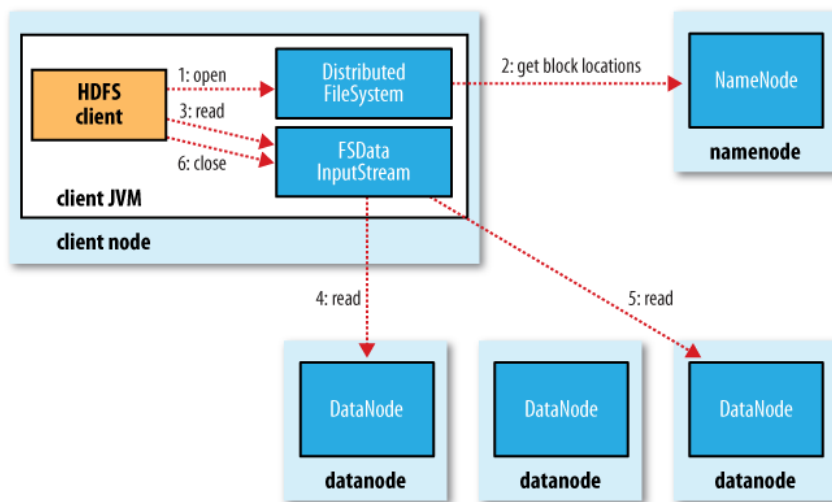 HDFS
client
1: open
3: read
6: close
Distributed
FileSystem
FSData
InputStream
client JVM
client node
2: get block locations
NameNode
namenode
4: read
5: read
DataNode
datanode
DataNode
datanode
DataNode
datanode